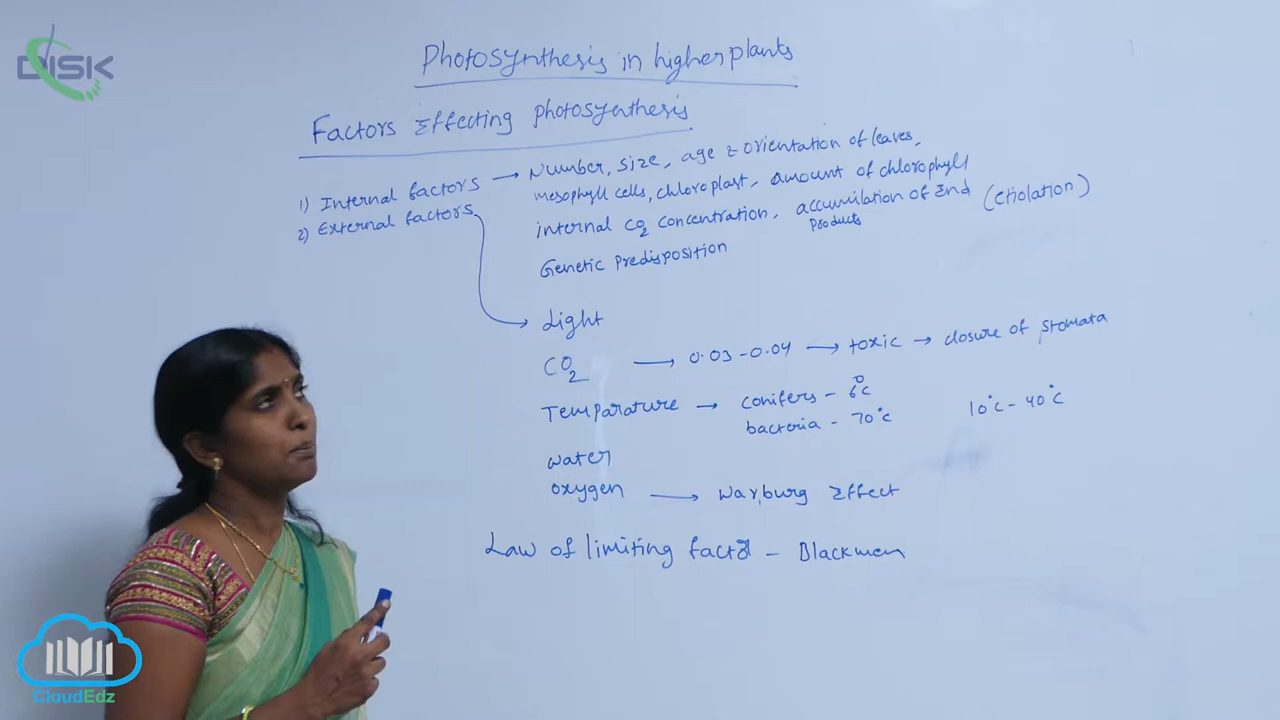 DISK
Photosynthesis in higher plants
Factors Effecting photosynthesis
1) Internal factors → Number, size, age & orientation of leaves,
mesophyll cells, chloroplast, amount of chlorophyll
2) External factors
internal CO2 concentration, accumilation of End products (Etiolation)
Genetic Predisposition
Light
CO2 → 0.03-0.04 → toxic → closure of stomata
Temparature → conifers - 6°c
bacteria - 70°c 10°c - 40°c
water
oxygen → Warburg Effect
Law of limiting factor - Blackmen
CloudEdz